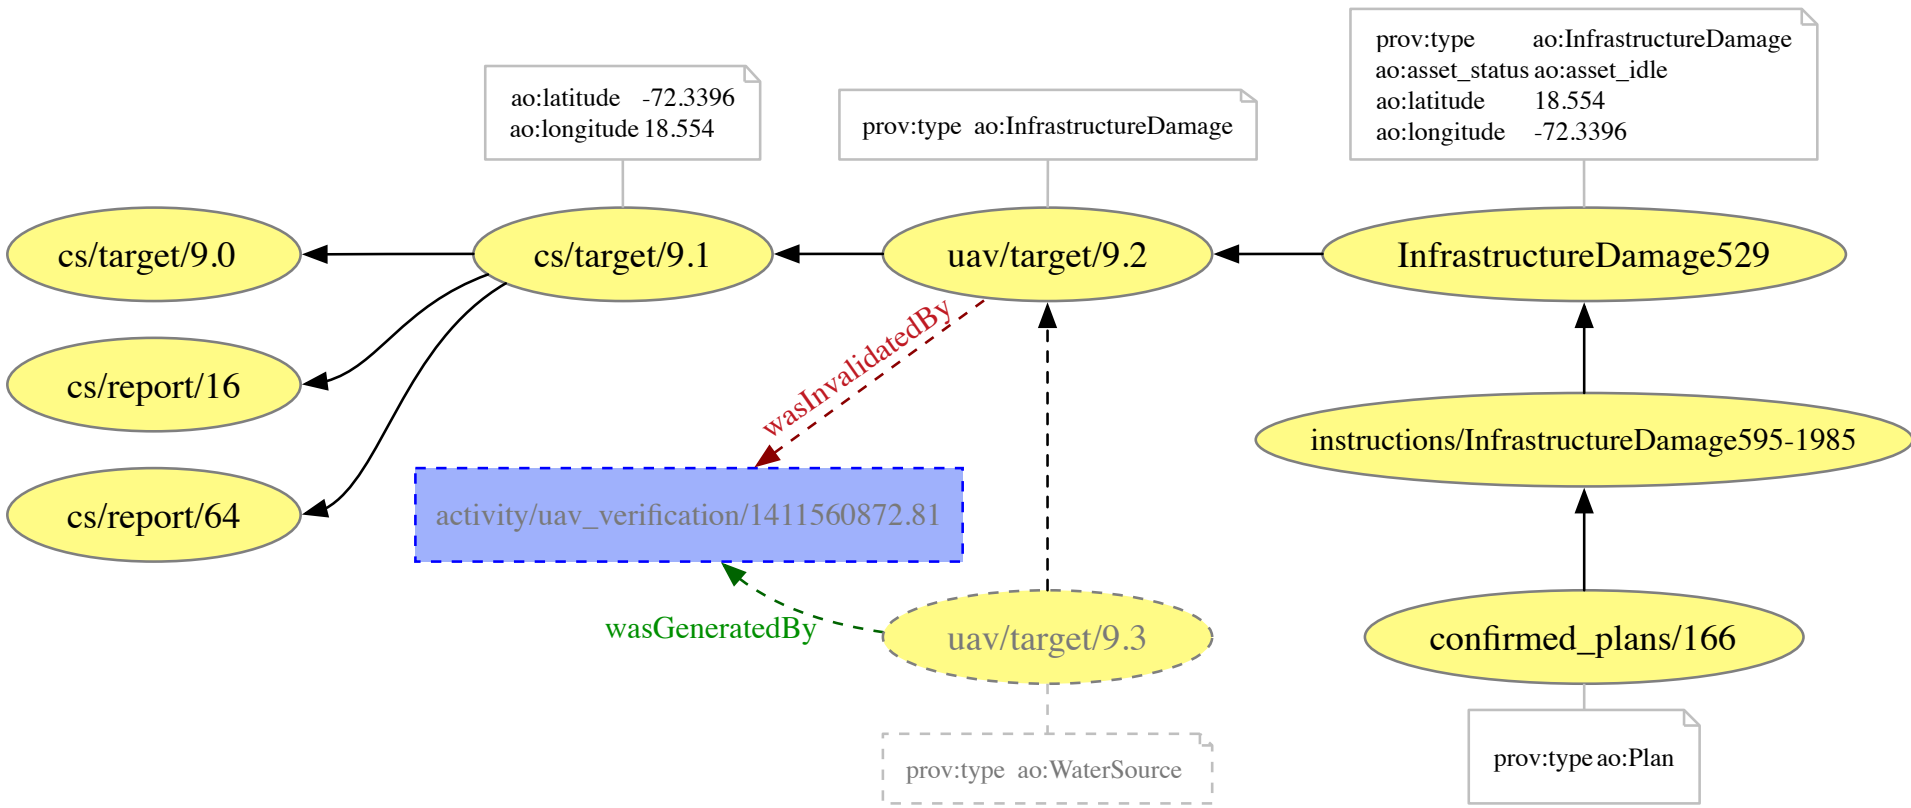 prov:type ao:InfrastructureDamage
ao:asset_status ao:asset_idle
ao:latitude 18.554
ao:longitude -72.3396
ao:latitude -72.3396
ao:longitude 18.554
prov:type ao:InfrastructureDamage
cs/target/9.0
cs/target/9.1
uav/target/9.2
InfrastructureDamage529
wasInvalidatedBy
cs/report/16
instructions/InfrastructureDamage595-1985
cs/report/64
activity/uav_verification/1411560872.81
wasGeneratedBy
uav/target/9.3
confirmed_plans/166
prov:type ao:WaterSource
prov:type ao:Plan